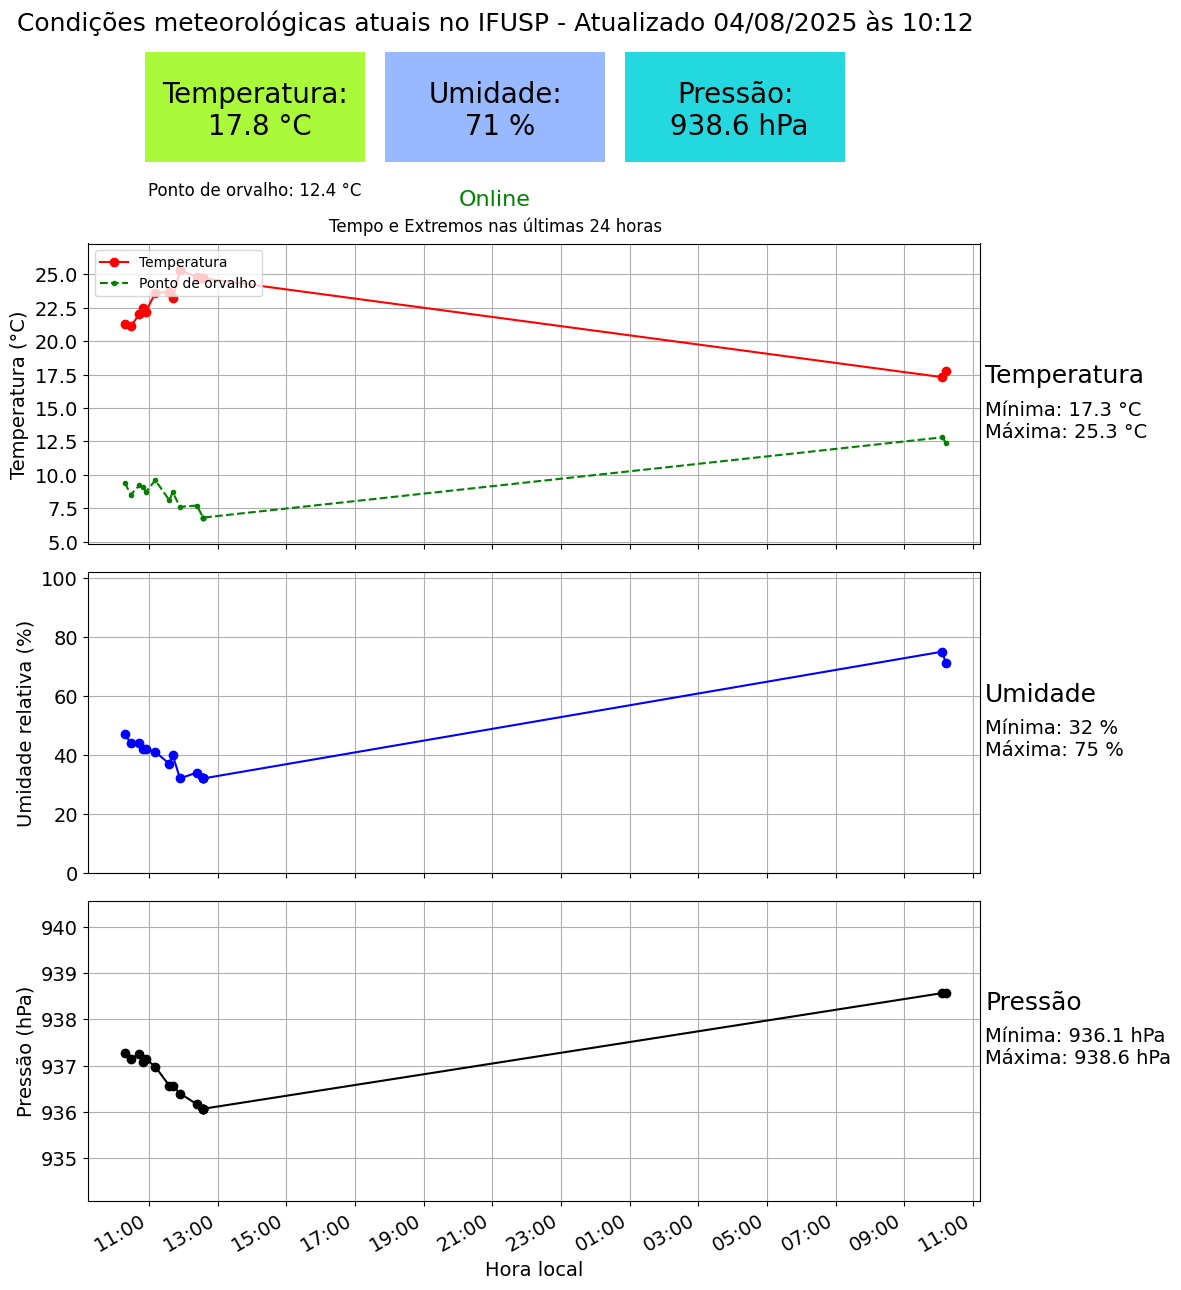 Condições meteorológicas atuais no IFUSP - Atualizado 04/08/2025 às 10:12
Temperatura:
17.8 °C
Umidade:
71 %
Pressão:
938.6 hPa
Ponto de orvalho: 12.4 °C
Online
Tempo e Extremos nas últimas 24 horas
Temperatura
Ponto de orvalho
Temperatura (°C)
25.0
22.5
20.0
17.5
15.0
12.5
10.0
7.5
5.0
Temperatura
Mínima: 17.3 °C
Máxima: 25.3 °C
Umidade relativa (%)
100
80
60
40
20
0
Umidade
Mínima: 32 %
Máxima: 75 %
Pressão (hPa)
940
939
938
937
936
935
Pressão
Mínima: 936.1 hPa
Máxima: 938.6 hPa
11:00
13:00
15:00
17:00
19:00
21:00
23:00
01:00
03:00
05:00
07:00
09:00
11:00
Hora local